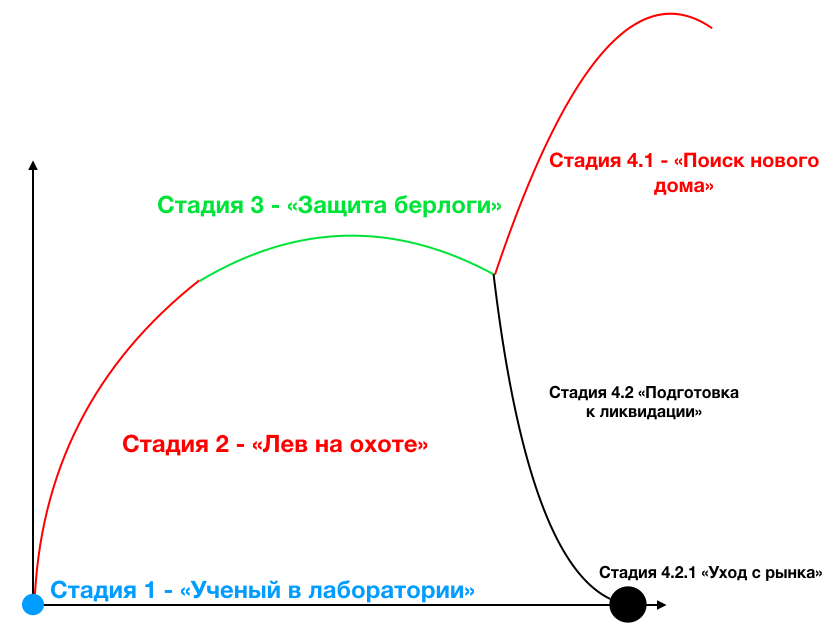 Стадия 4.1 - «Поиск нового
дома»
Стадия 3 - «Защита берлоги»
Стадия 4.2 «Подготовка
к ликвидации»
Стадия 2 - «Лев на охоте»
Стадия 4.2.1 «Уход с рынка»
Стадия 1 - «Ученый в лаборатории»